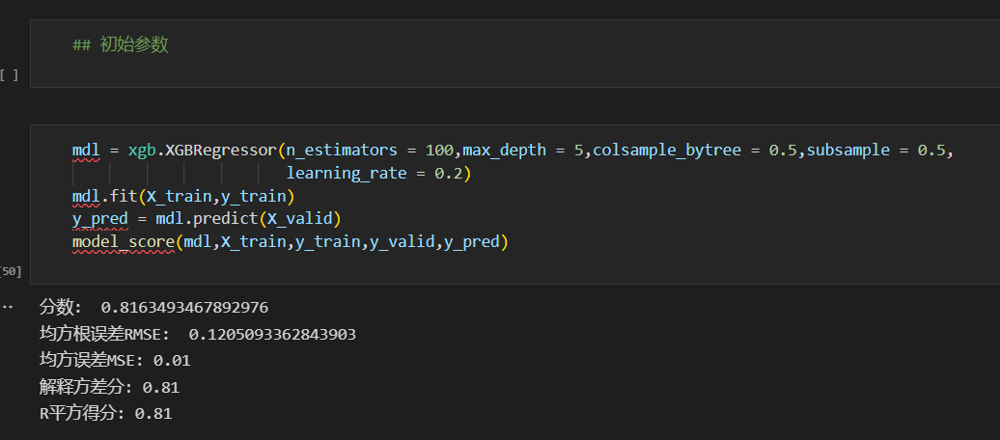 ## 初始参数
[ ]
mdl = xgb.XGBRegressor(n_estimators = 100,max_depth = 5,colsample_bytree = 0.5,subsample = 0.5,
learning_rate = 0.2)
mdl.fit(X_train,y_train)
y_pred = mdl.predict(X_valid)
model_score(mdl,X_train,y_train,y_valid,y_pred)
[50]
分数:  0.8163493467892976
均方根误差RMSE:  0.1205093362843903
均方误差MSE: 0.01
解释方差分: 0.81
R平方得分: 0.81